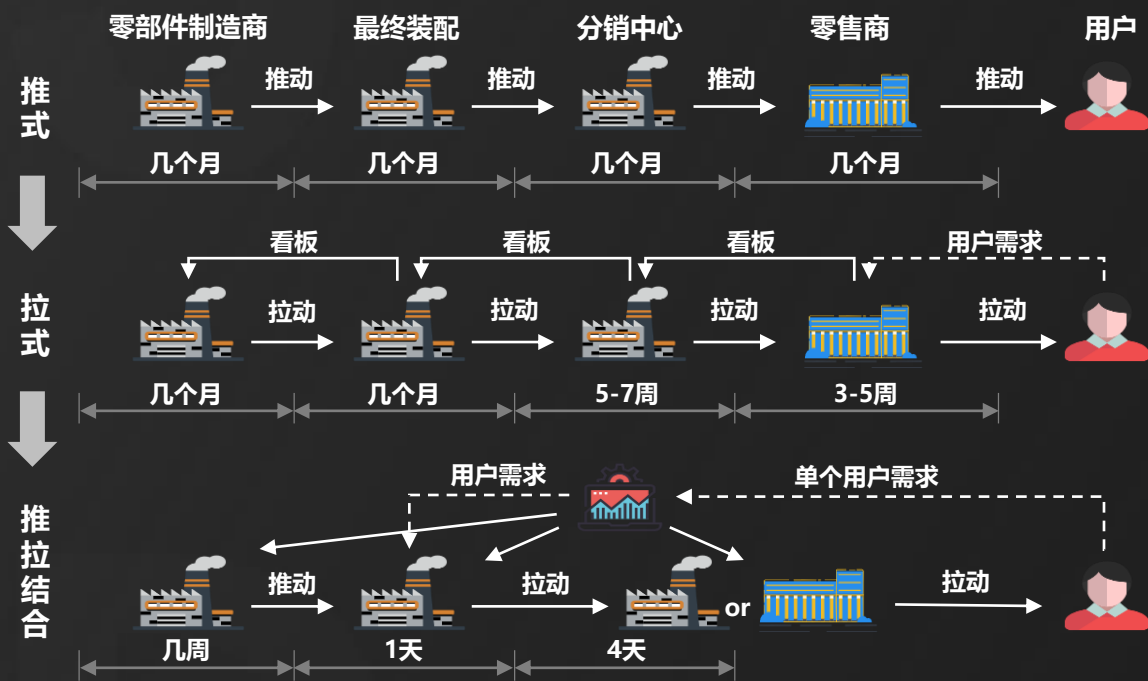 零部件制造商
最终装配
分销中心
零售商
用户
推式
推动
推动
推动
推动
几个月
几个月
几个月
几个月
看板
看板
看板
用户需求
拉式
拉动
拉动
拉动
拉动
几个月
几个月
5-7周
3-5周
用户需求
单个用户需求
推拉结合
推动
拉动
or
拉动
几周
1天
4天